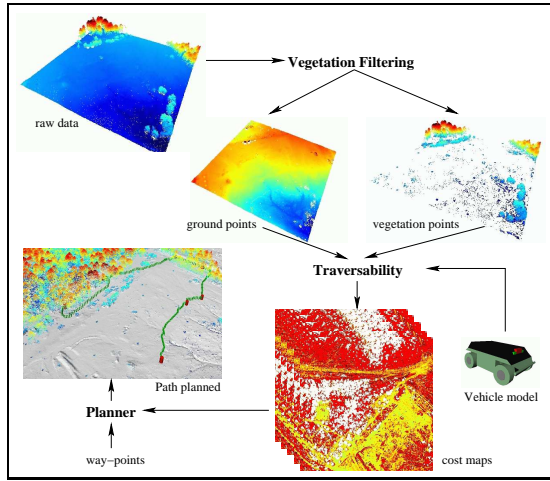 Vegetation Filtering
raw data
ground points
vegetation points
Traversability
Path planned
Vehicle model
Planner
way-points
cost maps